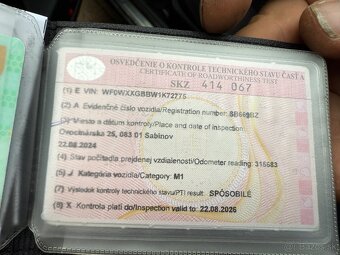 OSVEDČENIE O KONTROLE TECHNICKÉHO STAVU ČASŤ A
CERTIFICATE OF ROADWORTHINESS TEST
SKZ 414 067
(1) E VIN: WF0WXXGBBW1K72775
(2) A Evidenčné číslo vozidla/Registration number: SB669BZ
(3) Miesto a dátum kontroly/Place and date of inspection
Ovocinárska 25, 083 01 Sabinov
22.08.2024
(4) Stav počítadla prejdenej vzdialenosti/Odometer reading: 316683
(5) J Kategória vozidla/Category: M1
(7) Výsledok kontroly technického stavu/PTI result: SPÔSOBILÉ
(8) X Kontrola platí do/Inspection valid to: 22.08.2026